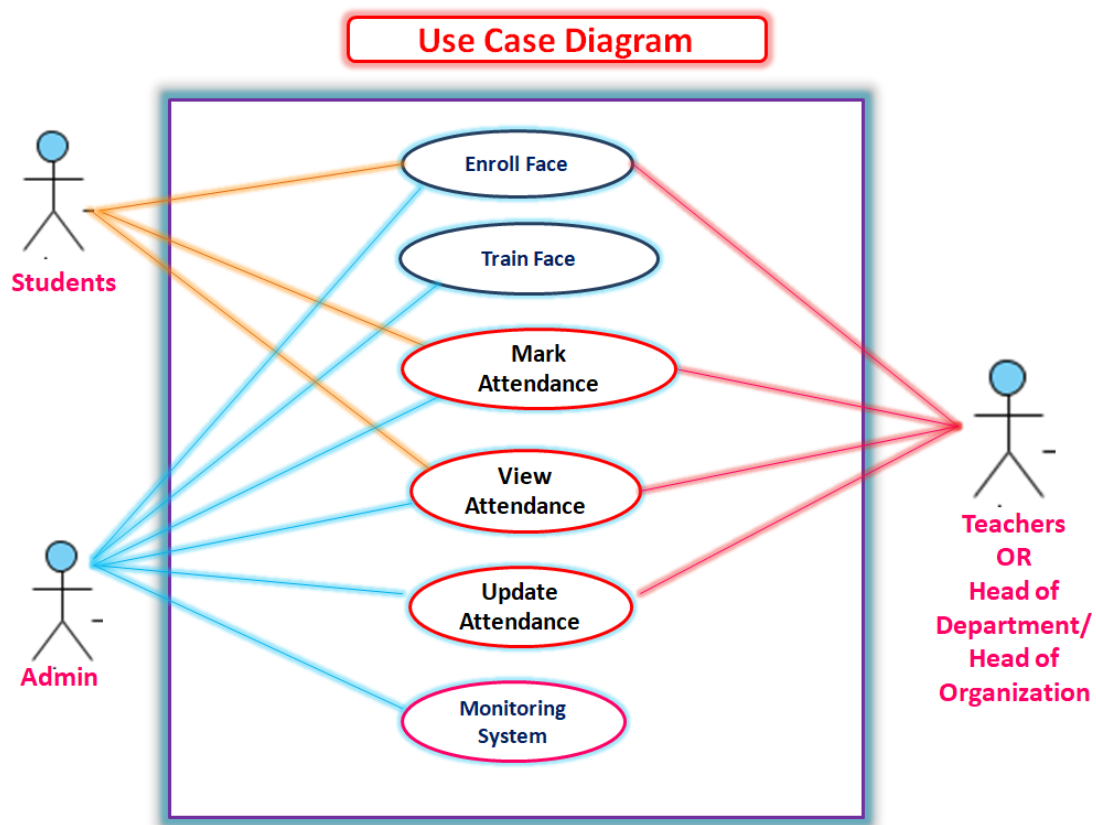 Use Case Diagram
Enroll Face
Students
Train Face
Mark
Attendance
View
Attendance
Update
Attendance
Admin
Monitoring
System
Teachers
OR
Head of
Department/
Head of
Organization